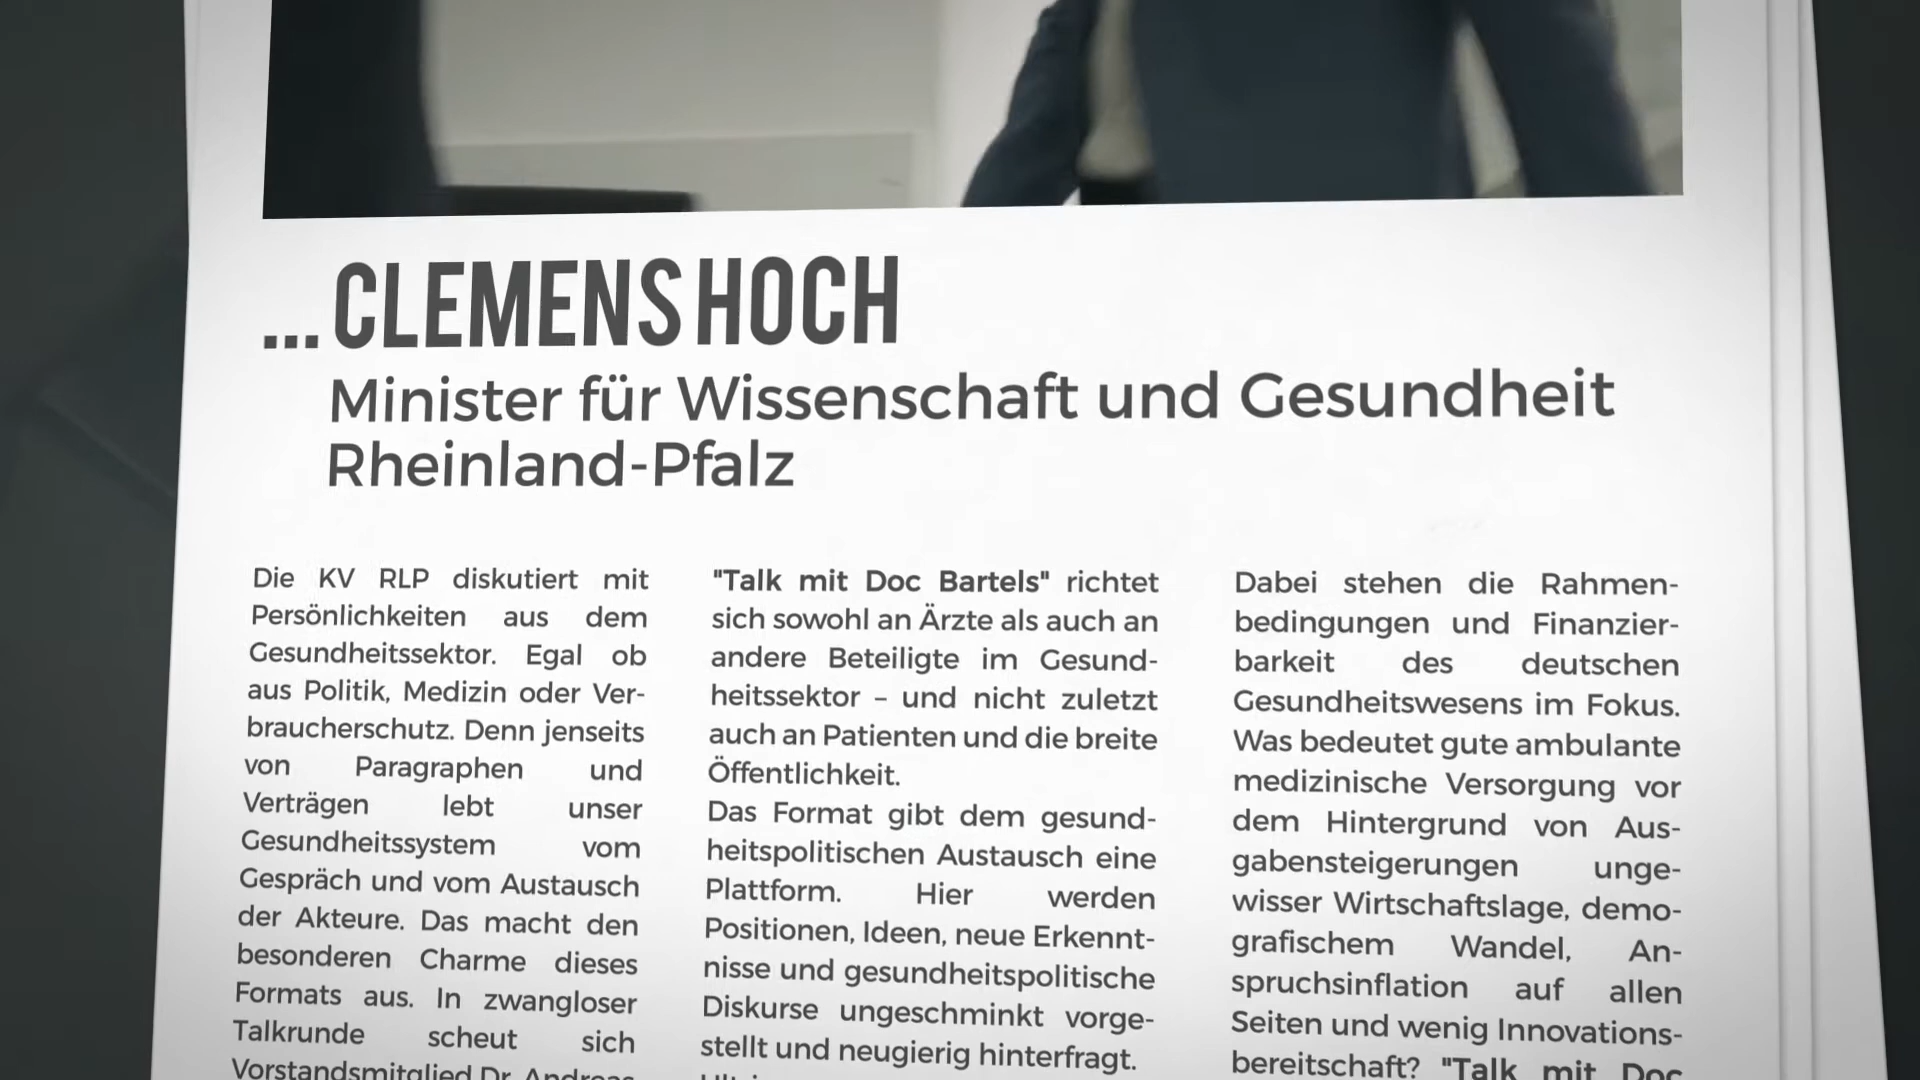 ... CLEMENS HOCH
Minister für Wissenschaft und Gesundheit
Rheinland-Pfalz
Die KV RLP diskutiert mit
Persönlichkeiten aus dem
Gesundheitssektor. Egal ob
aus Politik, Medizin oder Ver-
braucherschutz. Denn jenseits
von Paragraphen und
Verträgen lebt unser
Gesundheitssystem vom
Gespräch und vom Austausch
der Akteure. Das macht den
besonderen Charme dieses
Formats aus. In zwangloser
Talkrunde scheut sich
Vorstandsmitglied Dr. Andreas
"Talk mit Doc Bartels" richtet
sich sowohl an Ärzte als auch an
andere Beteiligte im Gesund-
heitssektor – und nicht zuletzt
auch an Patienten und die breite
Öffentlichkeit.
Das Format gibt dem gesund-
heitspolitischen Austausch eine
Plattform. Hier werden
Positionen, Ideen, neue Erkennt-
nisse und gesundheitspolitische
Diskurse ungeschminkt vorge-
stellt und neugierig hinterfragt.
Dabei stehen die Rahmen-
bedingungen und Finanzier-
barkeit des deutschen
Gesundheitswesens im Fokus.
Was bedeutet gute ambulante
medizinische Versorgung vor
dem Hintergrund von Aus-
gabensteigerungen unge-
wisser Wirtschaftslage, demo-
grafischem Wandel, An-
spruchsinflation auf allen
Seiten und wenig Innovations-
bereitschaft? "Talk mit Doc